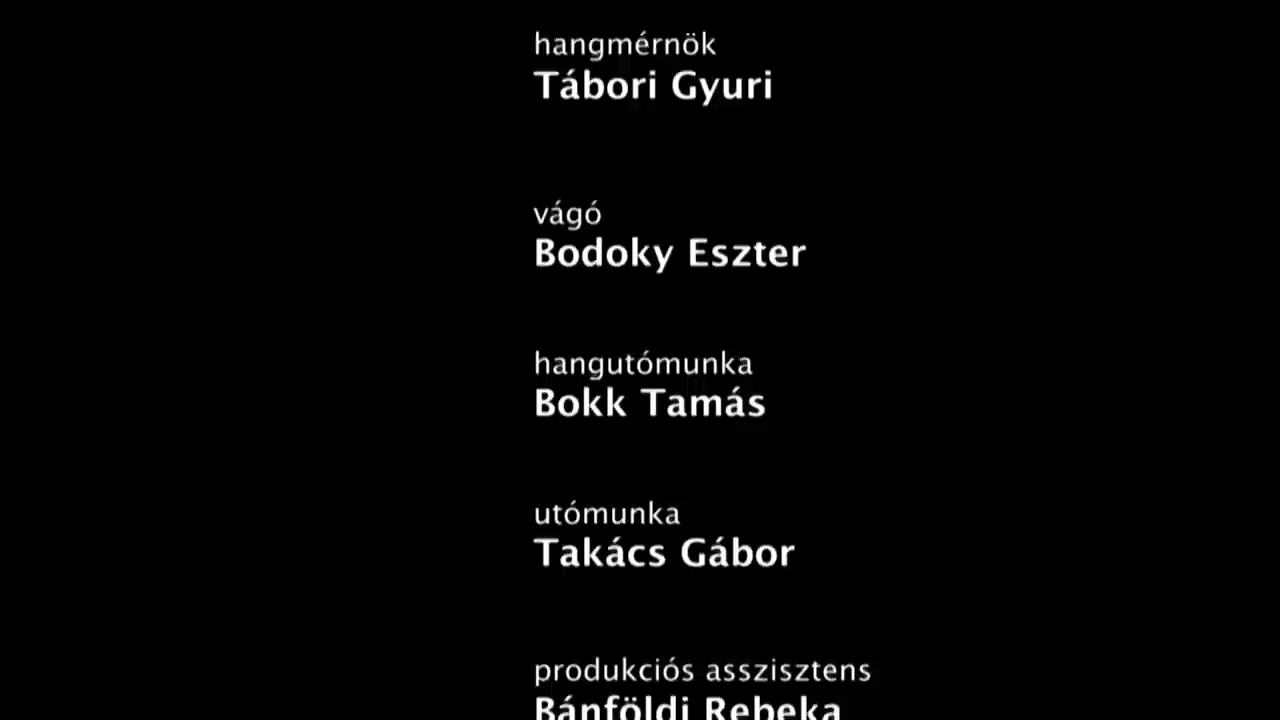 hangmérnök
Tábori Gyuri
vágó
Bodoky Eszter
hangutómunka
Bokk Tamás
utómunka
Takács Gábor
produkciós asszisztens
Bánföldi Rebeka